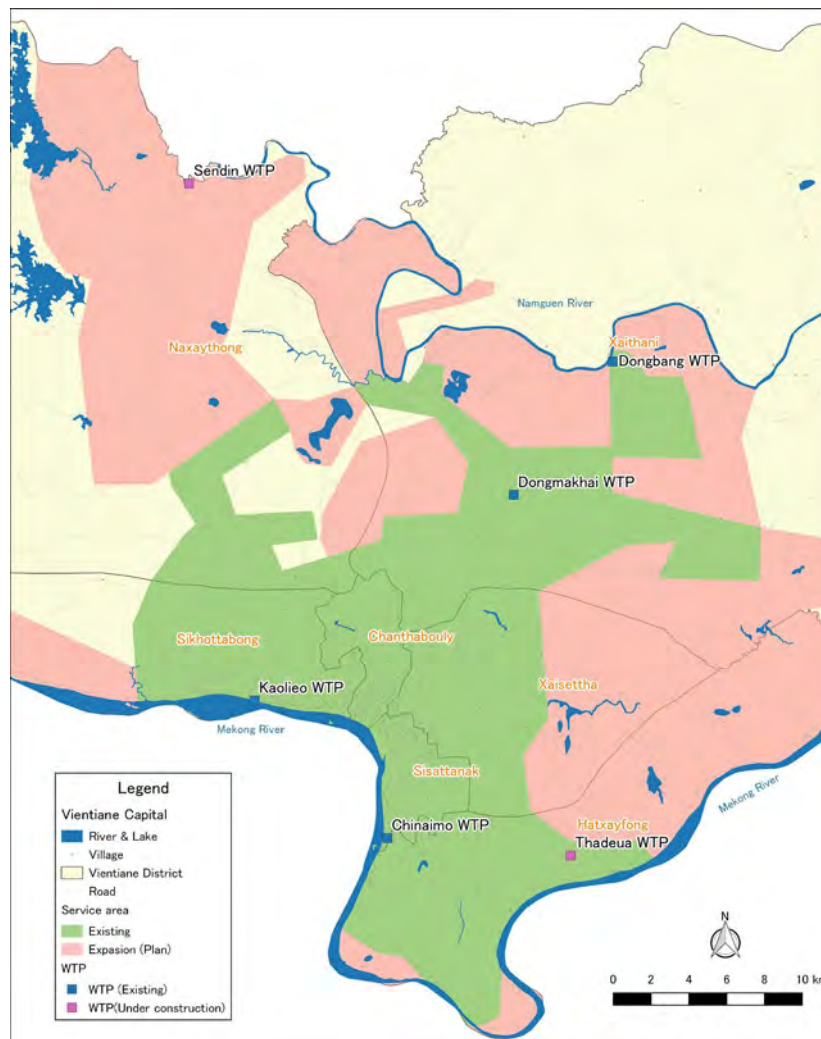 Sendin WTP
Namguen River
Naxaythong
Xaithani
Dongbang WTP
Dongmakhai WTP
Sikhottabong
Chanthabouly
Kaolieo WTP
Xaisettha
Mekong River
Sisattanak
Mekong River
Chinaimo WTP
Hatxayfong
Thadeua WTP
Legend
Vientiane Capital
River & Lake
Village
Vientiane District
Road
Service area
Existing
Expasion (Plan)
WTP
WTP (Existing)
WTP(Under construction)
N
0 2 4 6 8 10 km